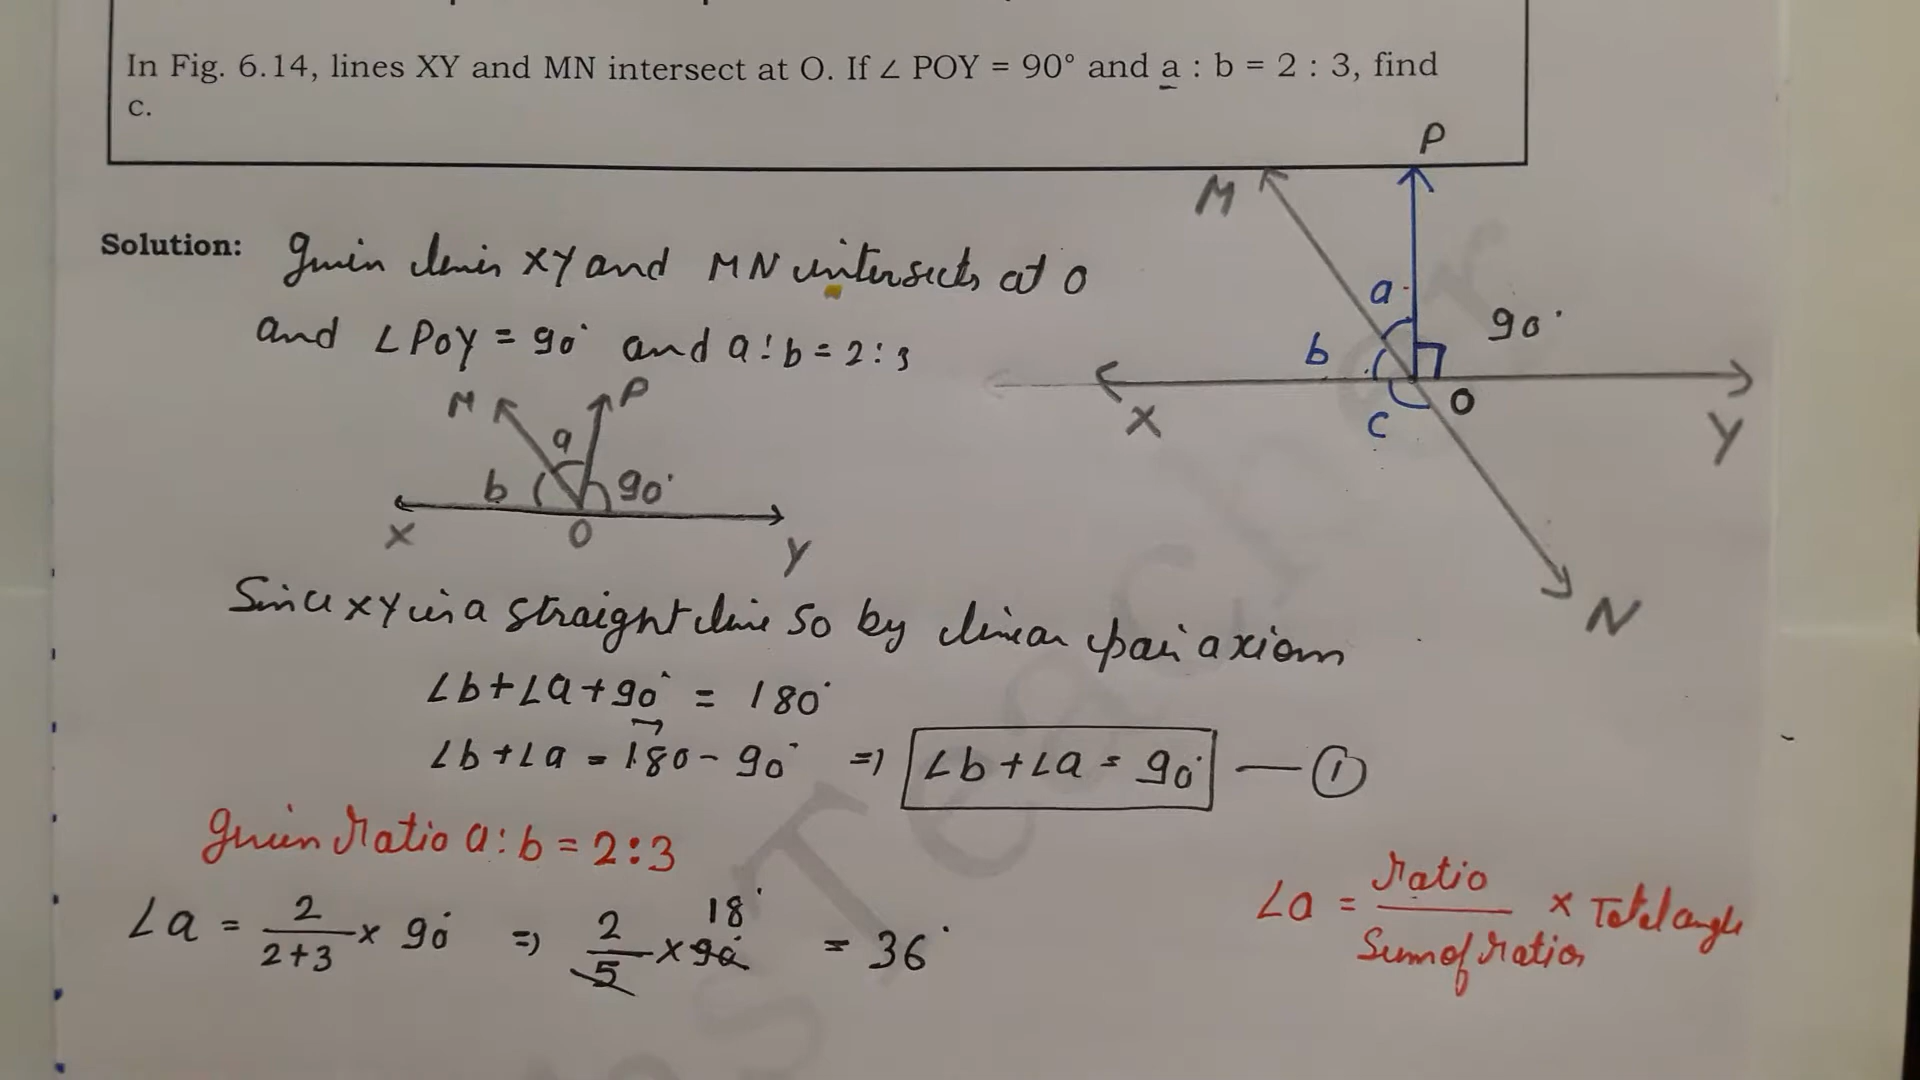 In Fig. 6.14, lines XY and MN intersect at O. If ∠ POY = 90° and a : b = 2 : 3, find
c.
P
M
a
90°
b
X
O
Y
c
N
Solution: Given lines XY and MN intersects at O
and ∠POY = 90° and a:b = 2:3
M P
a
b 90°
X O Y
Since XY is a straight line so by linear pair axiom
∠b + ∠a + 90° = 180°
∠b + ∠a = 180 - 90° ⇒ ∠b + ∠a = 90° — ①
Given ratio a:b = 2:3
∠a = 2/(2+3) × 90° ⇒ 2/5 × 90° 18° = 36°
∠a = ratio / Sum of ratios × Total angle
Teacher